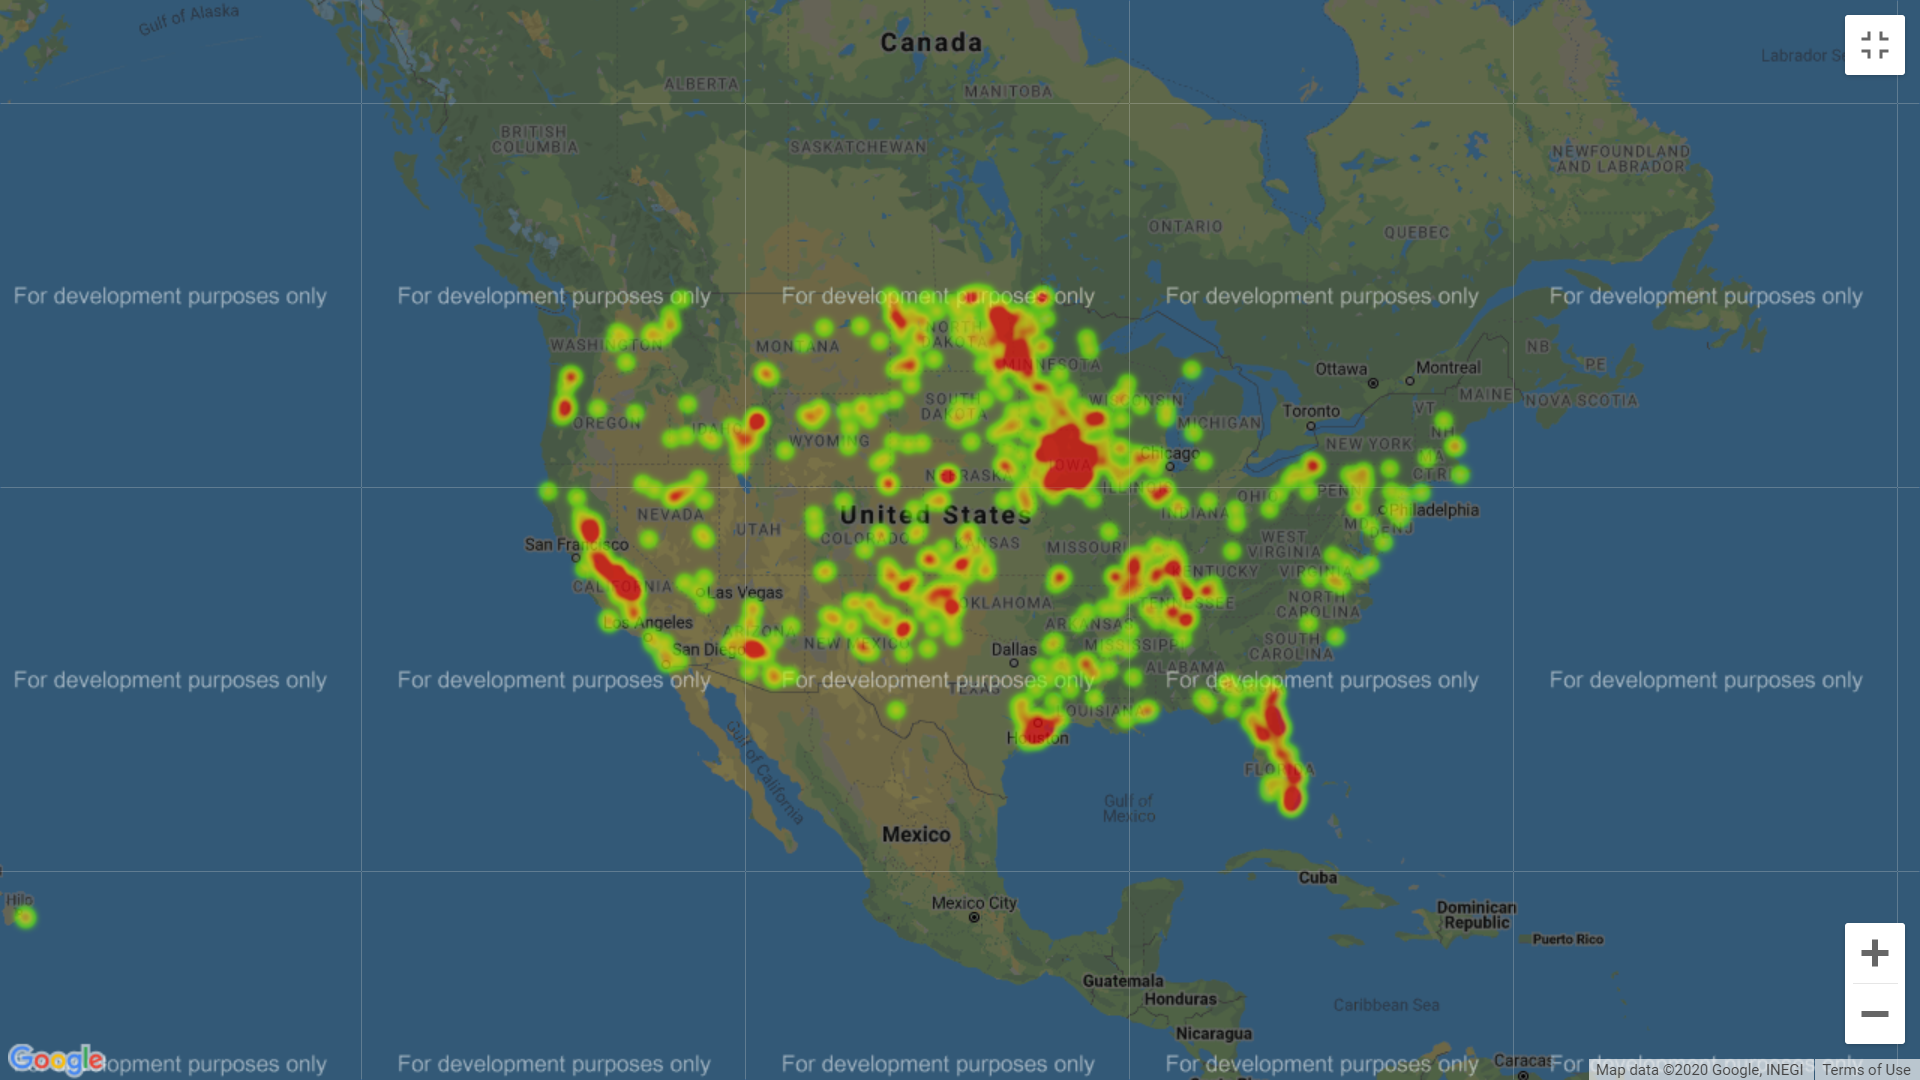 Gulf of Alaska
Canada
Labrador Se
ALBERTA
MANITOBA
BRITISH
COLUMBIA
SASKATCHEWAN
NEWFOUNDLAND
AND LABRADOR
ONTARIO
QUEBEC
For development purposes only
For development purposes only
For development purposes only
For development purposes only
For development purposes only
NORTH
DAKOTA
WASHINGTON
MONTANA
MINNESOTA
NB
PE
Ottawa
Montreal
MAINE
NOVA SCOTIA
VT
NH
Toronto
OREGON
IDAHO
SOUTH
DAKOTA
WISCONSIN
MICHIGAN
NEW YORK
WYOMING
Chicago
IOWA
MA
CT RI
NEBRASKA
ILLINOIS
OHIO
PENN
NEVADA
United States
INDIANA
Philadelphia
MD
DE NJ
UTAH
COLORADO
KANSAS
MISSOURI
WEST
VIRGINIA
San Francisco
CALIFORNIA
Las Vegas
KENTUCKY
VIRGINIA
OKLAHOMA
TENNESSEE
NORTH
CAROLINA
Los Angeles
ARIZONA
NEW MEXICO
ARKANSAS
San Diego
Dallas
MISSISSIPPI
SOUTH
CAROLINA
ALABAMA
For development purposes only
For development purposes only
For development purposes only
For development purposes only
For development purposes only
TEXAS
LOUISIANA
Houston
Gulf of California
FLORIDA
Gulf of
Mexico
Mexico
Cuba
Hilo
Mexico City
Dominican
Republic
Puerto Rico
Guatemala
Honduras
Caribbean Sea
Nicaragua
Google
For development purposes only
For development purposes only
For development purposes only
For development purposes only
Caracas
Map data ©2020 Google, INEGI
Terms of Use